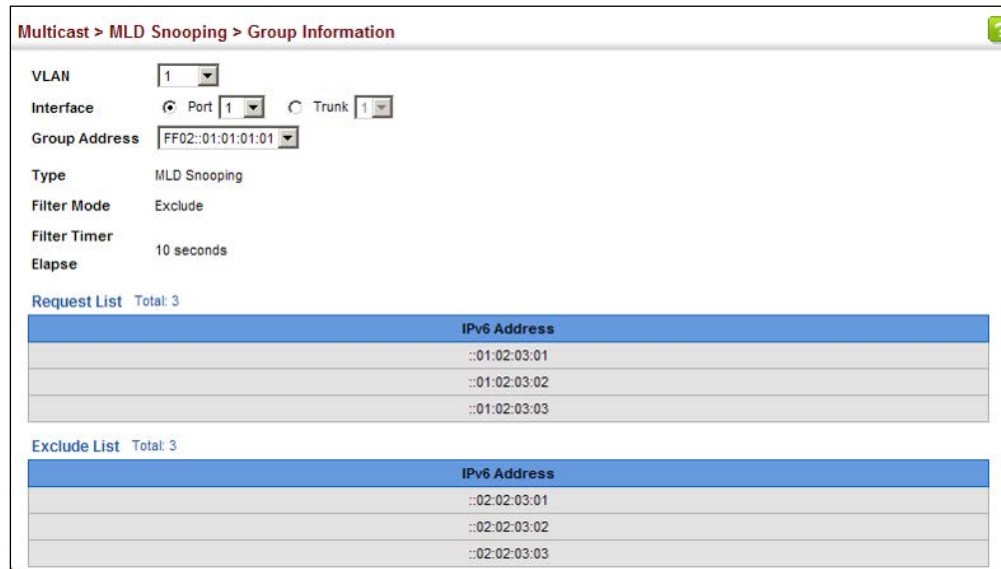 Multicast > MLD Snooping > Group Information
?
VLAN 1
Interface Port 1 Trunk 1
Group Address FF02::01:01:01:01
Type MLD Snooping
Filter Mode Exclude
Filter Timer
Elapse 10 seconds
Request List Total: 3
IPv6 Address
::01:02:03:01
::01:02:03:02
::01:02:03:03
Exclude List Total: 3
IPv6 Address
::02:02:03:01
::02:02:03:02
::02:02:03:03